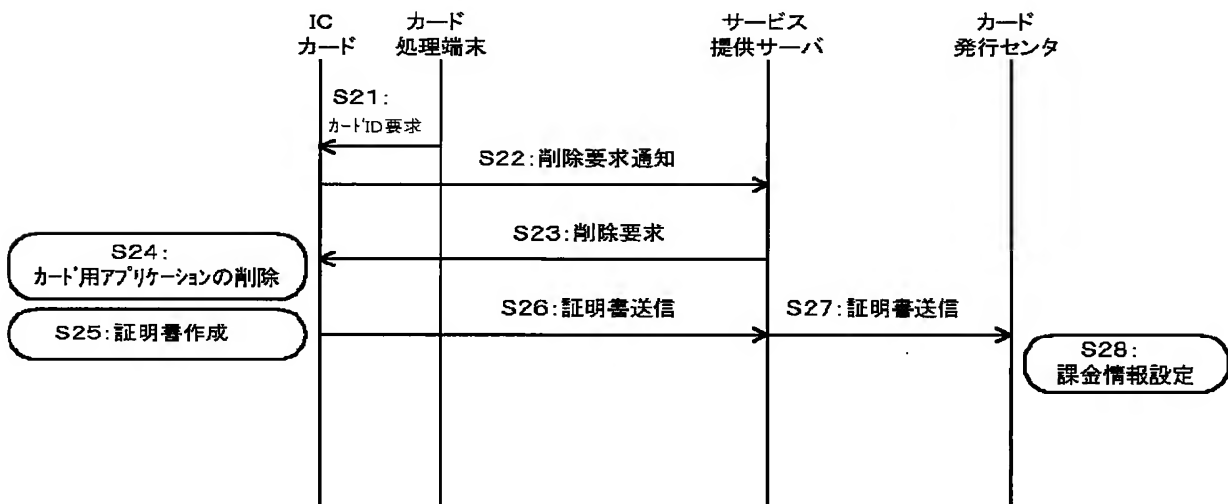 IC
カード
カード
処理端末
サービス
提供サーバ
カード
発行センタ
S21:
カードID要求
S22:削除要求通知
S23:削除要求
S24:
カード用アプリケーションの削除
S25:証明書作成
S26:証明書送信
S27:証明書送信
S28:
課金情報設定